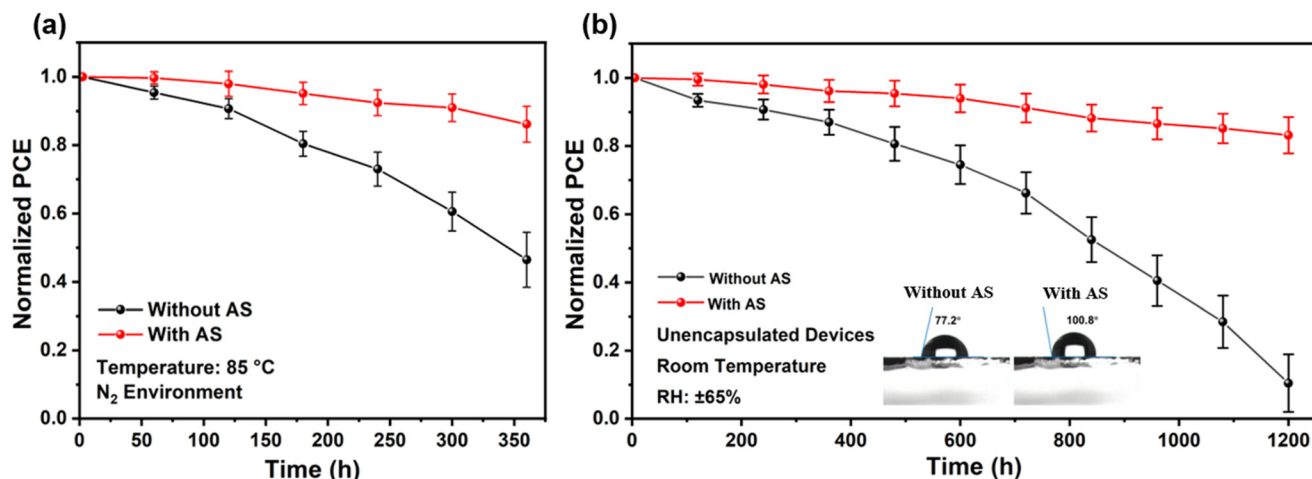 (a)
Normalized PCE
1.0
0.8
0.6
0.4
0.2
0.0
Without AS
With AS
Temperature: 85 °C
N₂ Environment
0 50 100 150 200 250 300 350
Time (h)
(b)
Normalized PCE
1.0
0.8
0.6
0.4
0.2
0.0
Without AS
With AS
Unencapsulated Devices
Room Temperature
RH: ±65%
Without AS
77.2°
With AS
100.8°
0 200 400 600 800 1000 1200
Time (h)